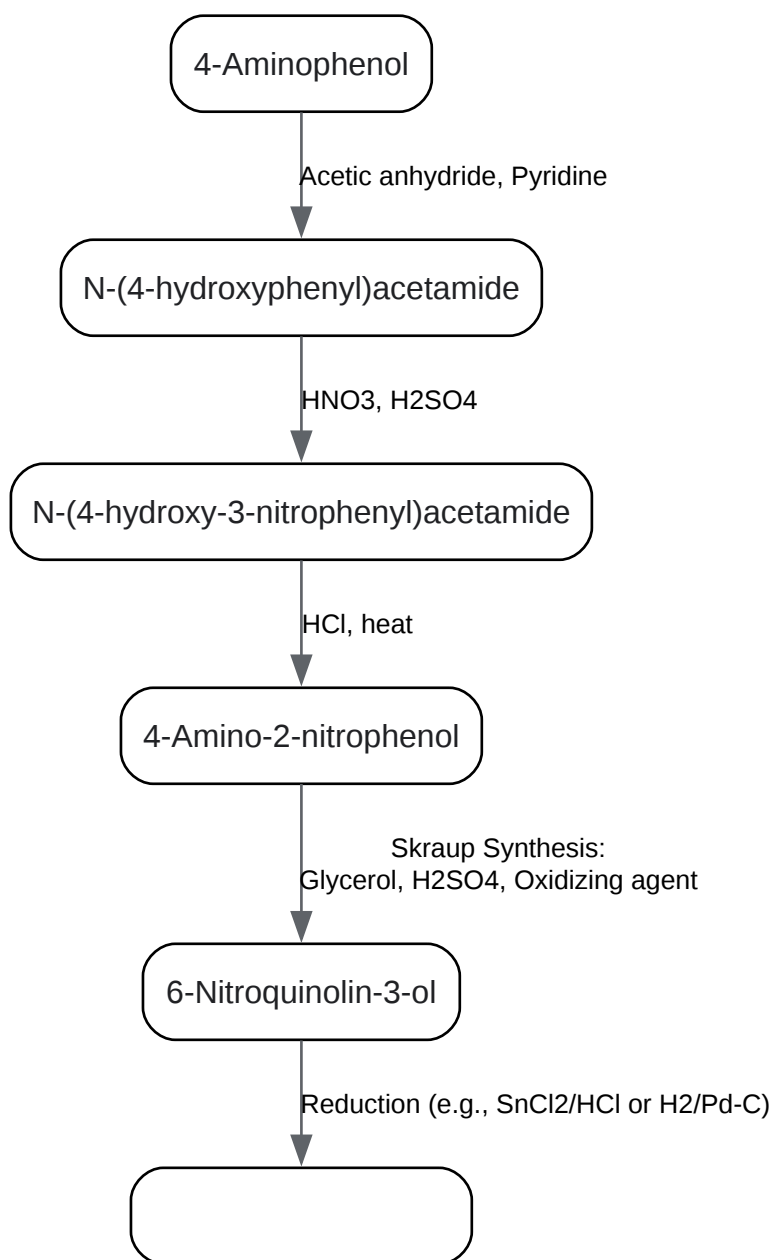 4-Aminophenol
Acetic anhydride, Pyridine
N-(4-hydroxyphenyl)acetamide
HNO3, H2SO4
N-(4-hydroxy-3-nitrophenyl)acetamide
HCl, heat
4-Amino-2-nitrophenol
Skraup Synthesis:
Glycerol, H2SO4, Oxidizing agent
6-Nitroquinolin-3-ol
Reduction (e.g., SnCl2/HCl or H2/Pd-C)